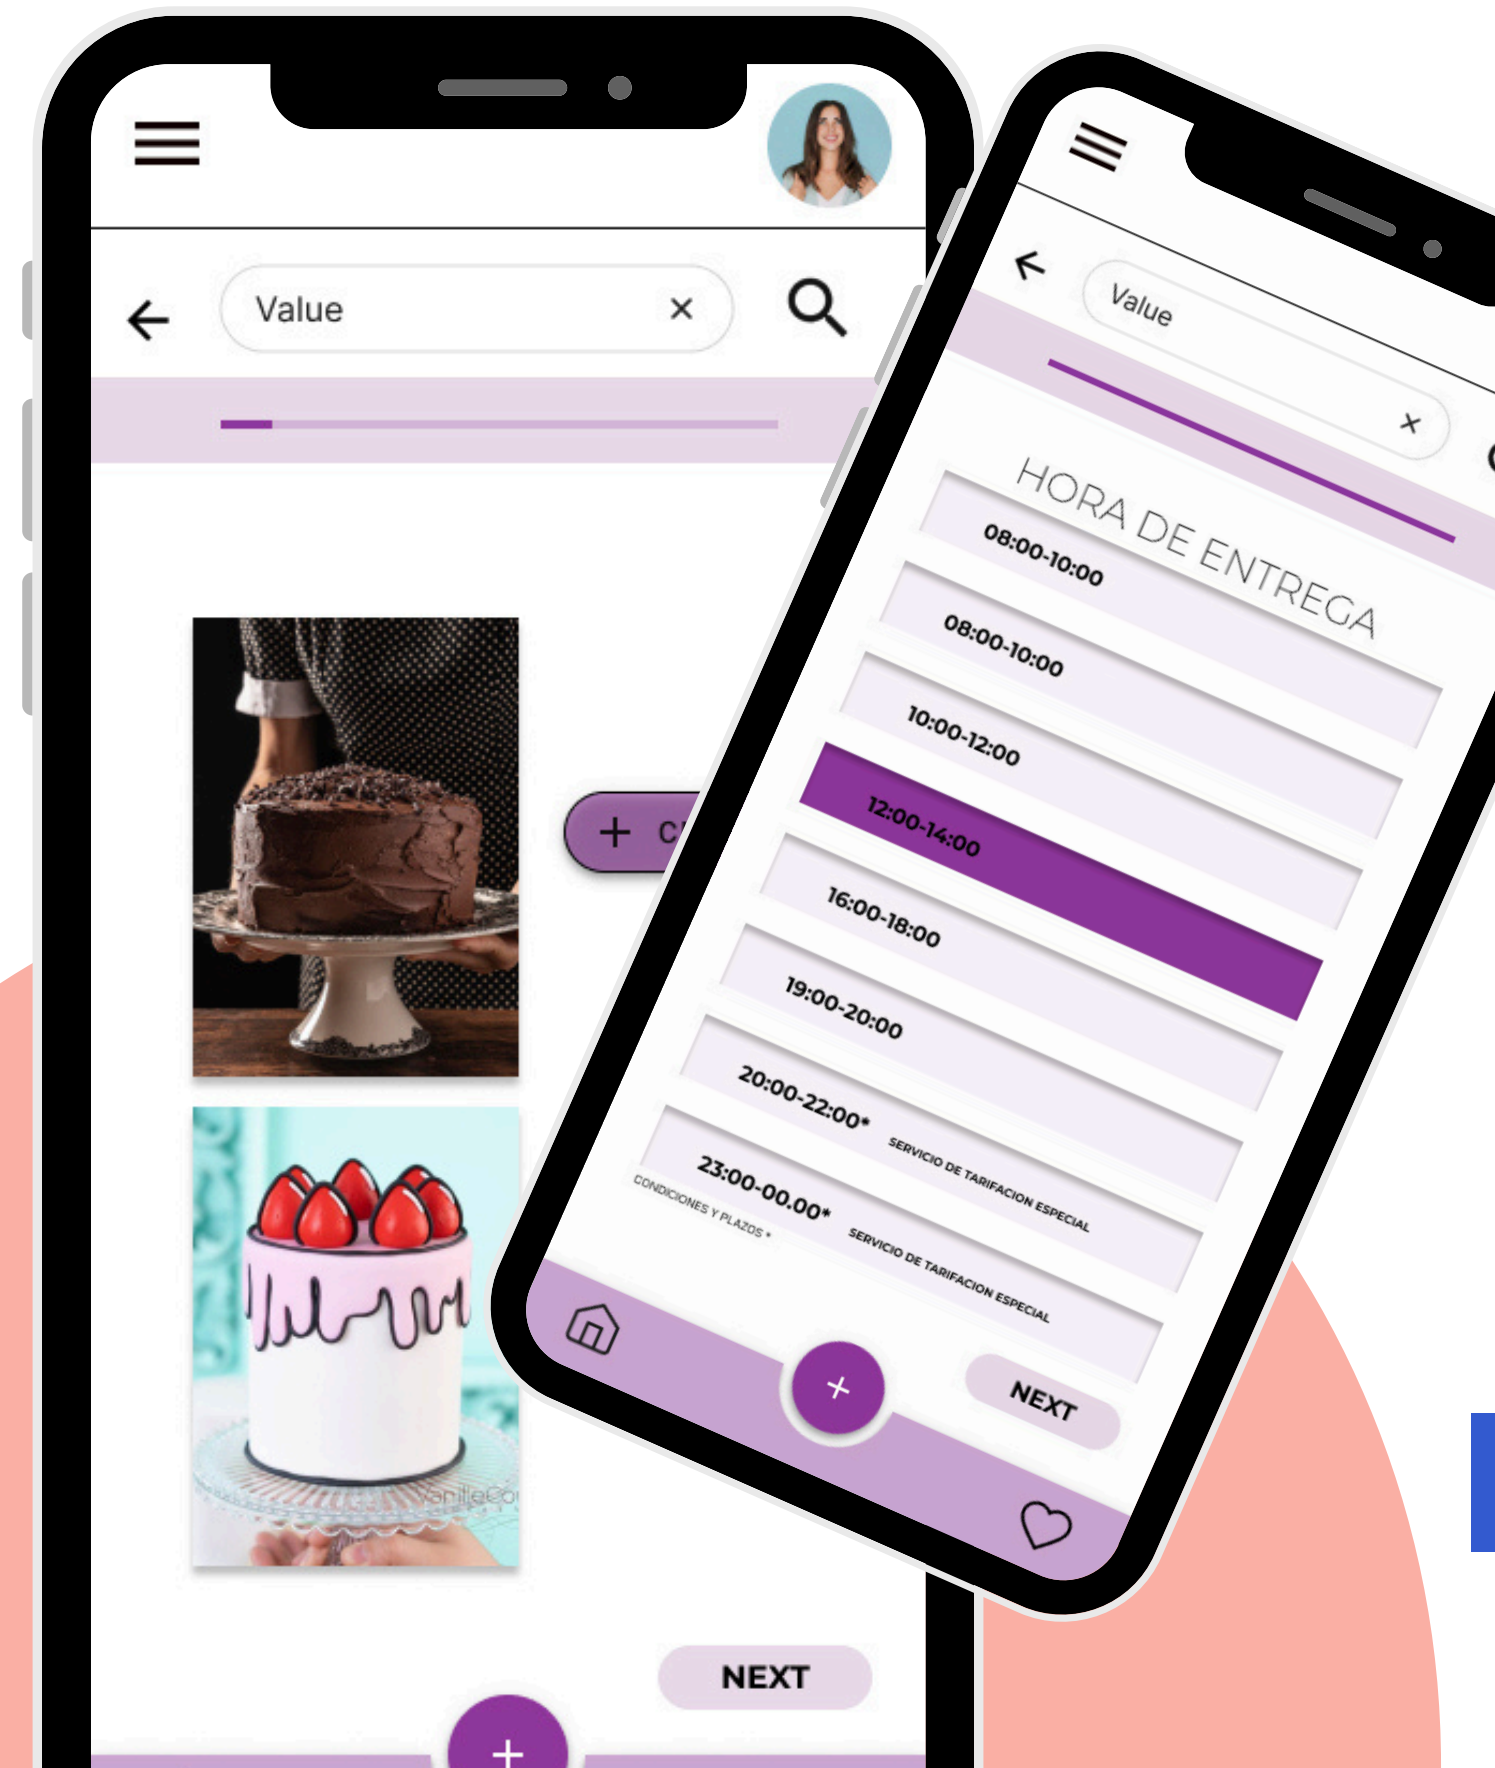 Value
NEXT
Value
HORA DE ENTREGA
08:00-10:00
08:00-10:00
10:00-12:00
12:00-14:00
16:00-18:00
19:00-20:00
20:00-22:00* SERVICIO DE TARIFACION ESPECIAL
23:00-00.00* SERVICIO DE TARIFACION ESPECIAL
CONDICIONES Y PLAZOS *
NEXT